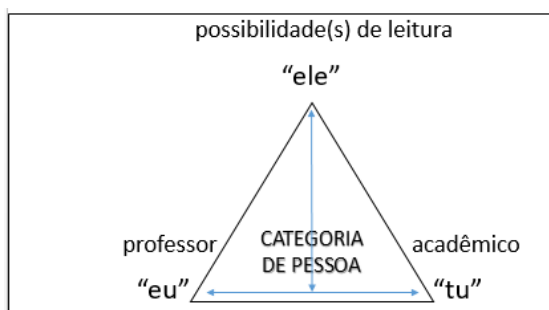 possibilidade(s) de leitura
“ele”
professor
CATEGORIA
DE PESSOA
acadêmico
“eu”
“tu”